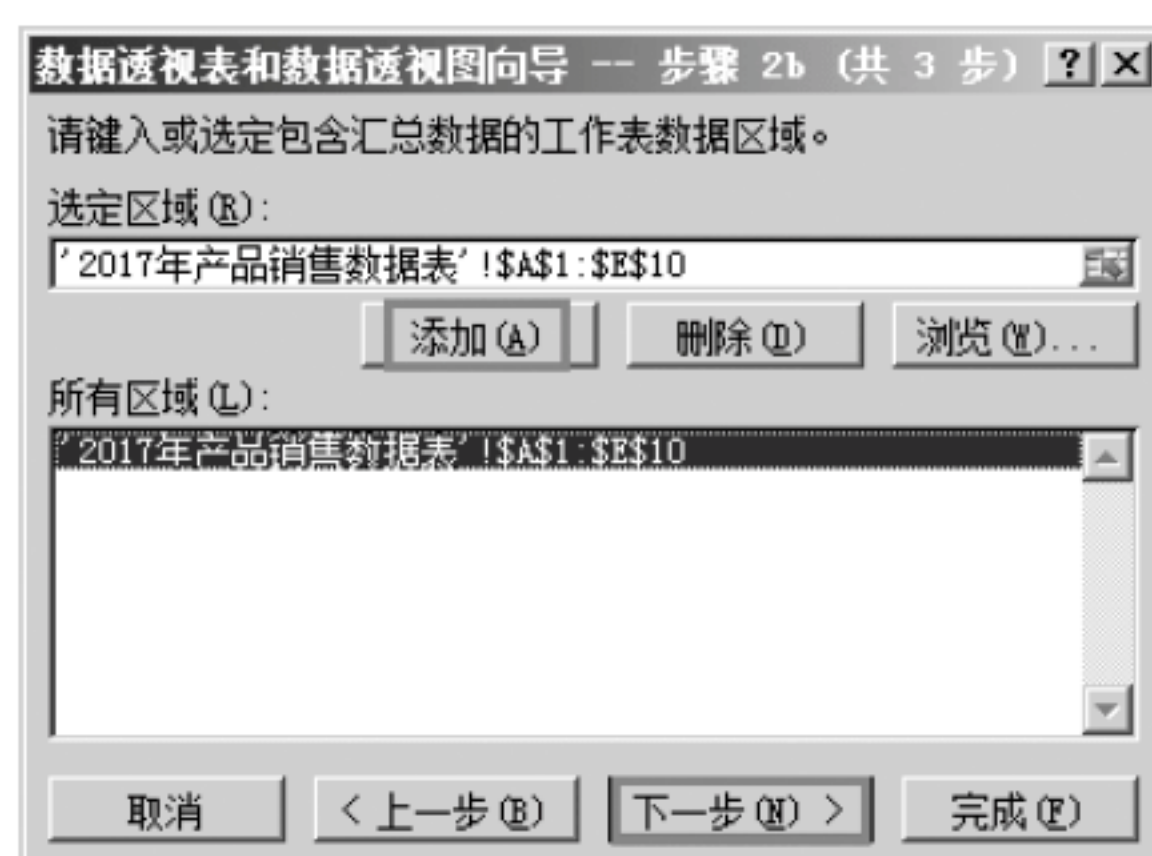 数据透视表和数据透视图向导 -- 步骤 2b (共 3 步) ? ×
请键入或选定包含汇总数据的工作表数据区域。
选定区域(R):
'2017年产品销售数据表'!$A$1:$E$10
添加(A) 删除(D) 浏览(W)...
所有区域(L):
'2017年产品销售数据表'!$A$1:$E$10
取消 < 上一步(B) 下一步(N) > 完成(F)